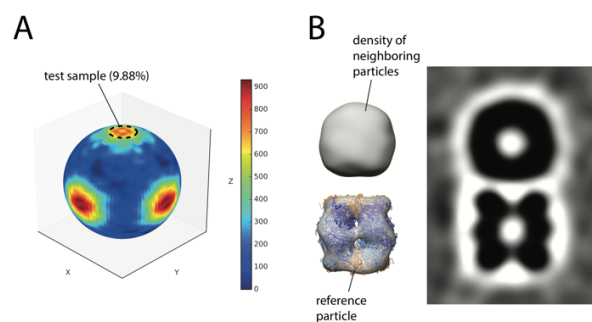 A
B
test sample (9.88%)
density of
neighboring
particles
900
800
700
600
500
400
300
200
100
0
Z
X
Y
reference
particle